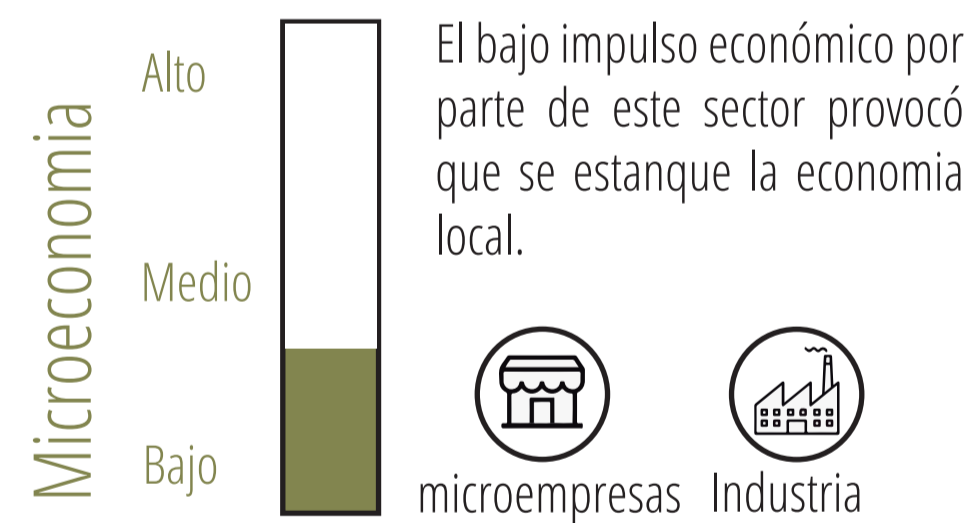 Microeconomia
Alto
Medio
Bajo
El bajo impulso económico por
parte de este sector provocó
que se estanque la economia
local.
microempresas
Industria